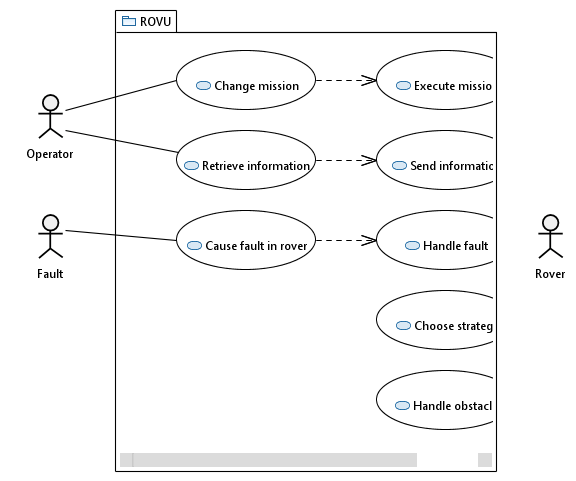 ROVU
Change mission
Execute missio
Operator
Retrieve information
Send informatic
Fault
Cause fault in rover
Handle fault
Rover
Choose strateg
Handle obstacl